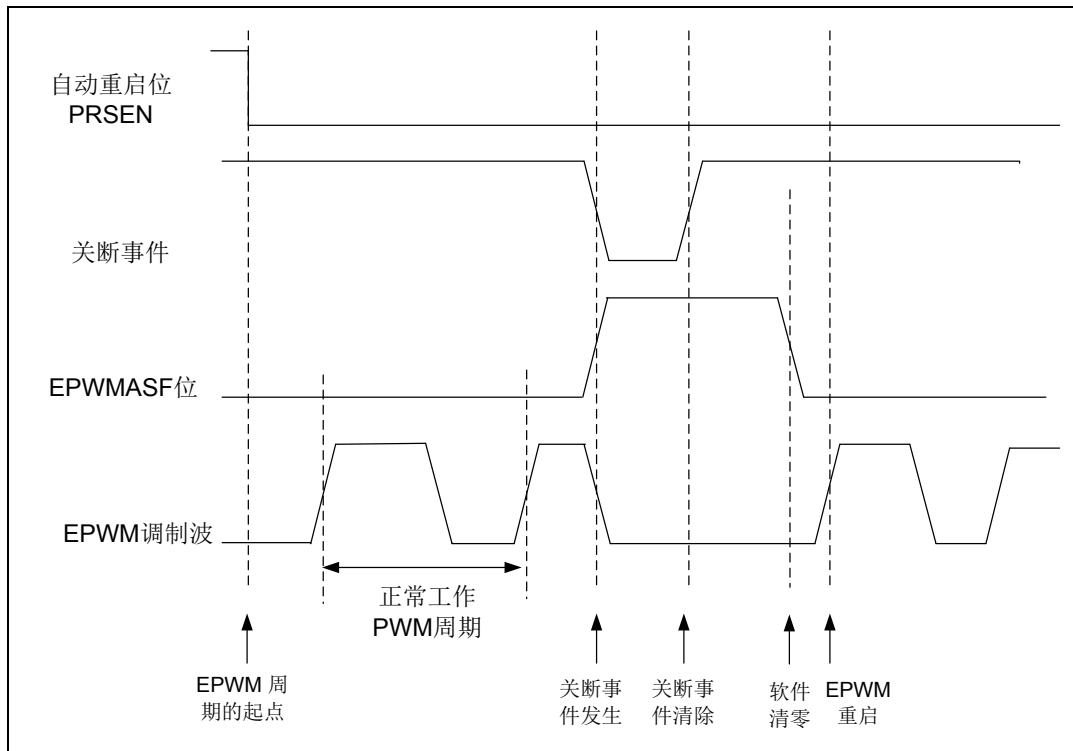 自动重启位
PRSEN
关断事件
EPWMASF位
EPWM调制波
正常工作
PWM周期
EPWM 周
期的起点
关断事
件发生
关断事
件清除
软件
清零
EPWM
重启